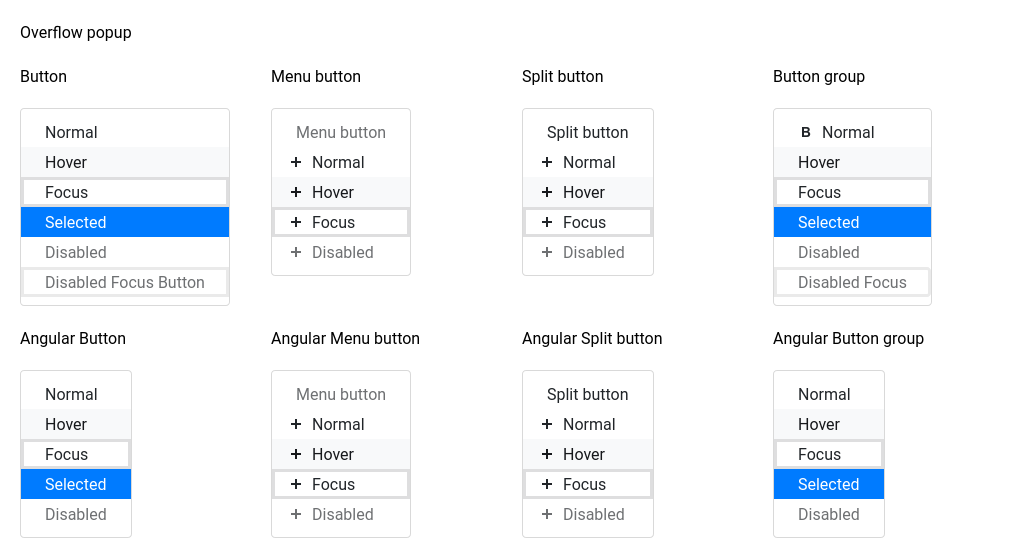 Overflow popup
Button
Normal
Hover
Focus
Selected
Disabled
Disabled Focus Button
Menu button
Menu button
Normal
Hover
Focus
Disabled
Split button
Split button
Normal
Hover
Focus
Disabled
Button group
B Normal
Hover
Focus
Selected
Disabled
Disabled Focus
Angular Button
Normal
Hover
Focus
Selected
Disabled
Angular Menu button
Menu button
Normal
Hover
Focus
Disabled
Angular Split button
Split button
Normal
Hover
Focus
Disabled
Angular Button group
Normal
Hover
Focus
Selected
Disabled